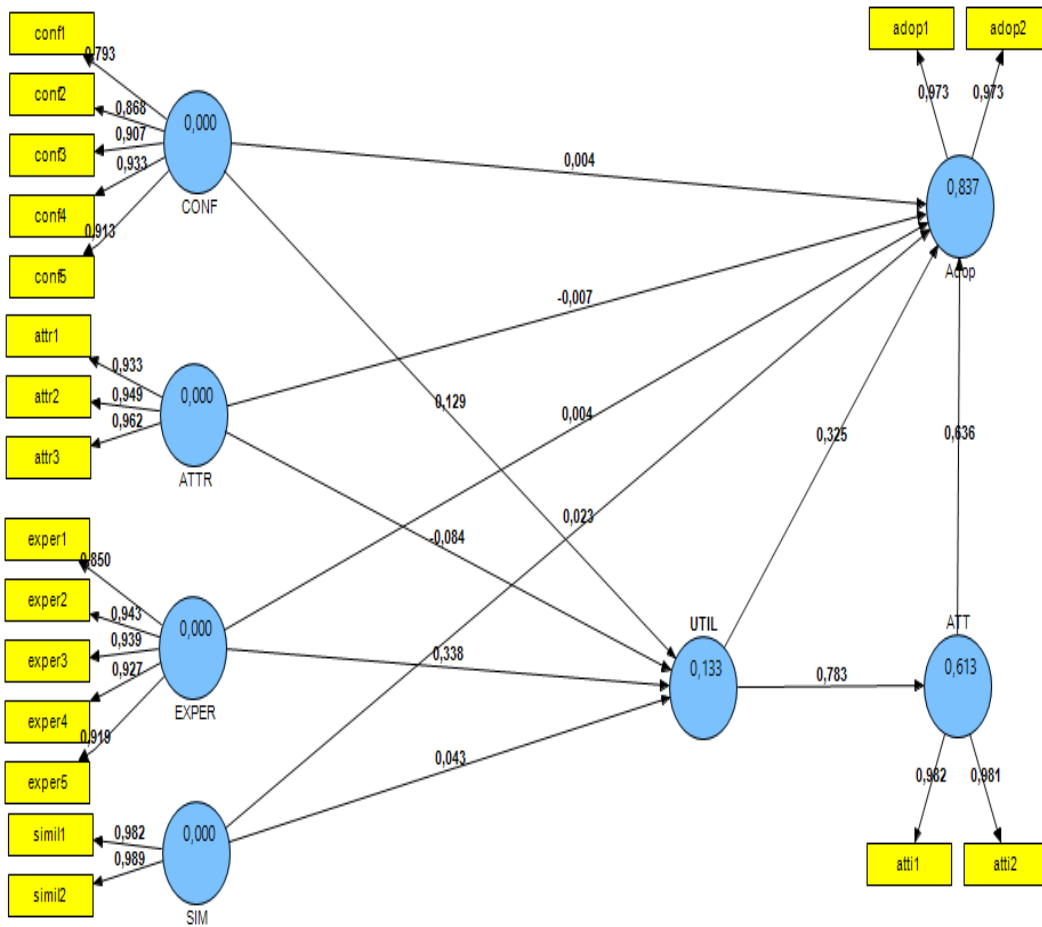 conf1
0,793
conf2
0,868
conf3
0,907
0,933
conf4
0,913
conf5
0,000
CONF
attr1
0,933
attr2
0,949
attr3
0,962
0,000
ATTR
exper1
0,850
exper2
0,943
exper3
0,939
0,927
exper4
0,919
exper5
0,000
EXPER
simil1
0,982
0,989
simil2
0,000
SIM
0,004
-0,007
0,129
0,004
-0,084
0,023
0,338
0,043
adop1
adop2
0,973
0,973
0,837
Adop
0,325
0,636
UTIL
0,133
0,783
ATT
0,613
0,982
0,981
atti1
atti2